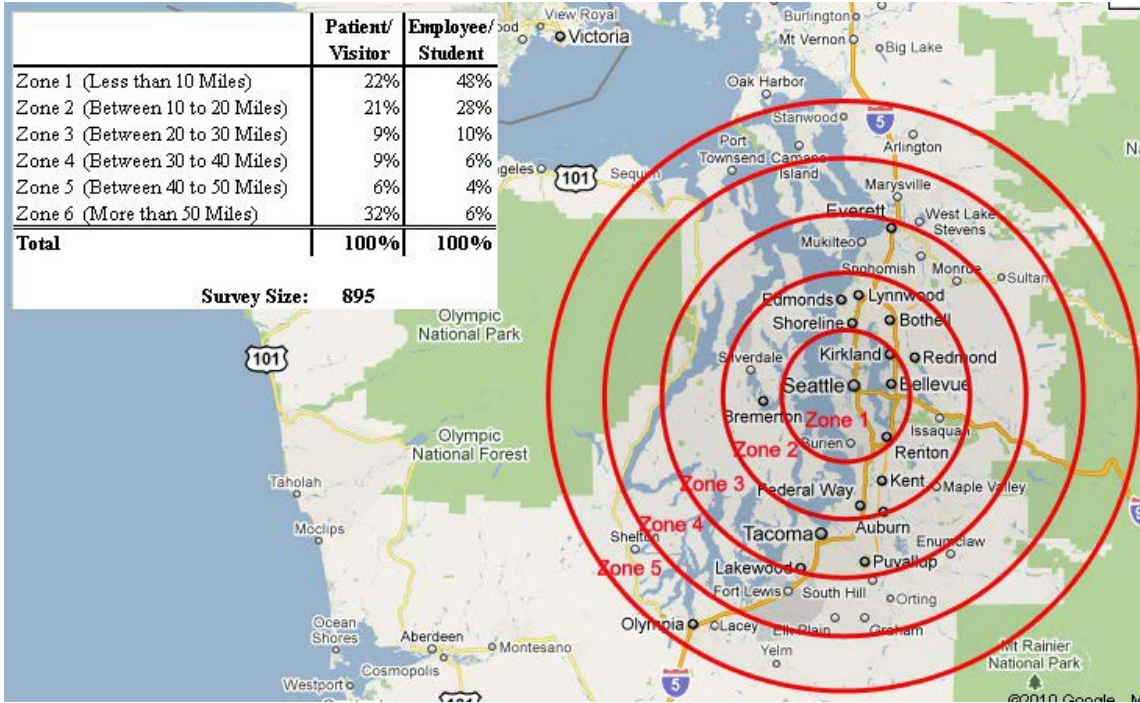 Patient/ Employee/
Visitor Student
Zone 1 (Less than 10 Miles) 22% 48%
Zone 2 (Between 10 to 20 Miles) 21% 28%
Zone 3 (Between 20 to 30 Miles) 9% 10%
Zone 4 (Between 30 to 40 Miles) 9% 6%
Zone 5 (Between 40 to 50 Miles) 6% 4%
Zone 6 (More than 50 Miles) 32% 6%
Total 100% 100%
Survey Size: 895
View Royal
Victoria
Burlington
Mt Vernon
Big Lake
Oak Harbor
Stanwood
5
Arlington
Port
Townsend
Camano
Island
101
Sequim
Marysville
Everett
West Lake
Stevens
Mukilteo
Snohomish
Monroe
Sultan
Edmonds
Lynnwood
Shoreline
Bothell
Olympic
National Park
101
Silverdale
Kirkland
Redmond
Seattle
Bellevue
Bremerton
Zone 1
Issaquah
Burien
Renton
Zone 2
Olympic
National Forest
Taholah
Zone 3
Federal Way
Kent
Maple Valley
Moclips
Zone 4
Auburn
Tacoma
Enumclaw
Shelton
Zone 5
Lakewood
Puyallup
Fort Lewis
South Hill
Orting
Olympia
Lacey
Elk Plain
Graham
Ocean
Shores
Aberdeen
Montesano
Yelm
Mt Rainier
National Park
Cosmopolis
Westport
5
101
©2010 Google